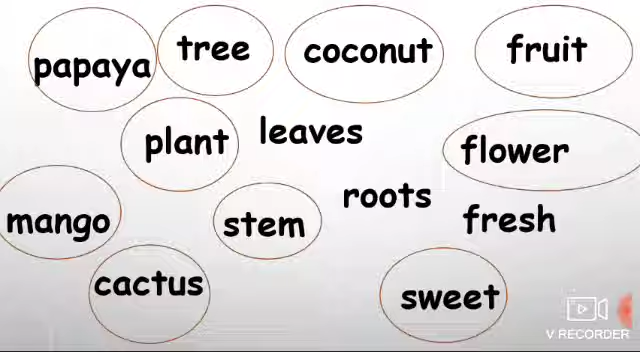 papaya
tree
coconut
fruit
plant
leaves
flower
mango
stem
roots
fresh
cactus
sweet
V RECORDER